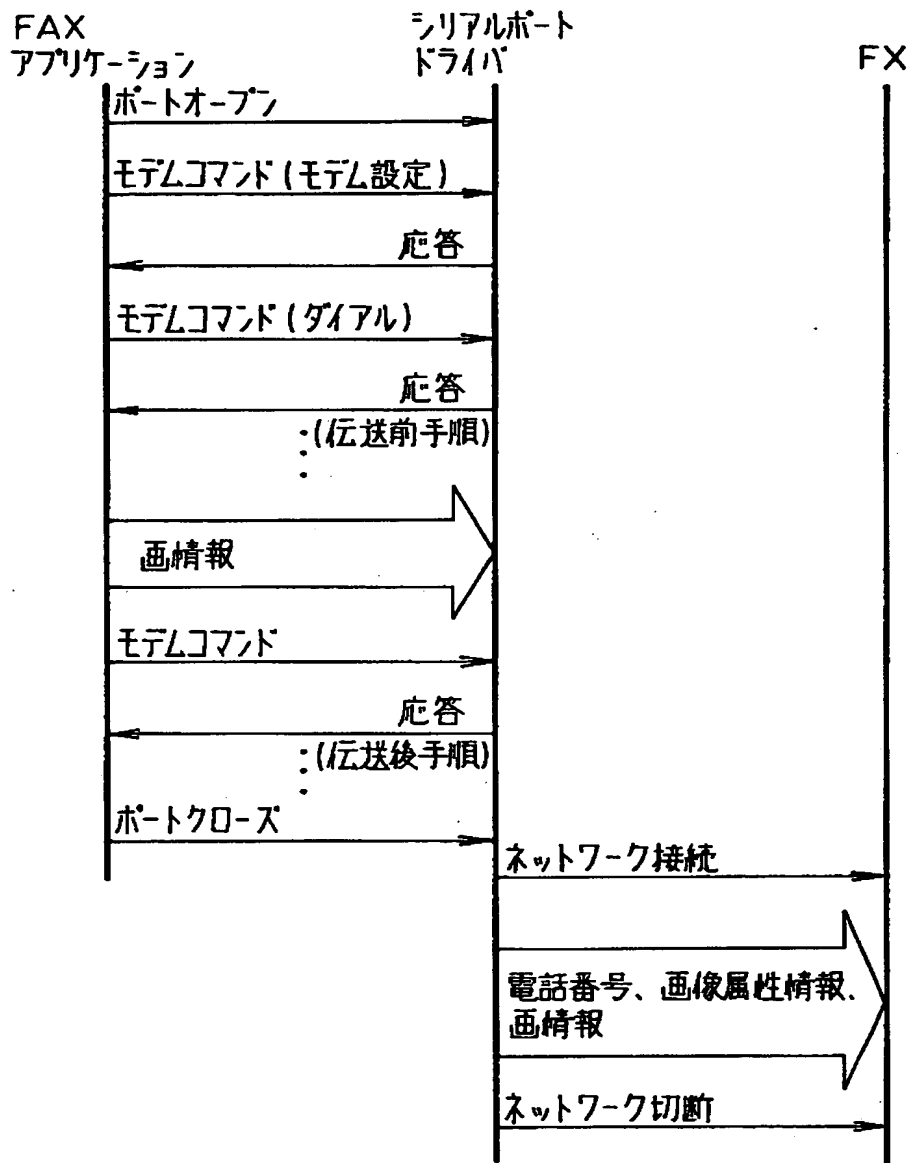 FAX
アプリケーション
シリアルポート
ドライバ
FX
ポートオープン
モデムコマンド(モデム設定)
応答
モデムコマンド(ダイアル)
応答
(伝送前手順)
画情報
モデムコマンド
応答
(伝送後手順)
ポートクローズ
ネットワーク接続
電話番号、画像属性情報、
画情報
ネットワーク切断